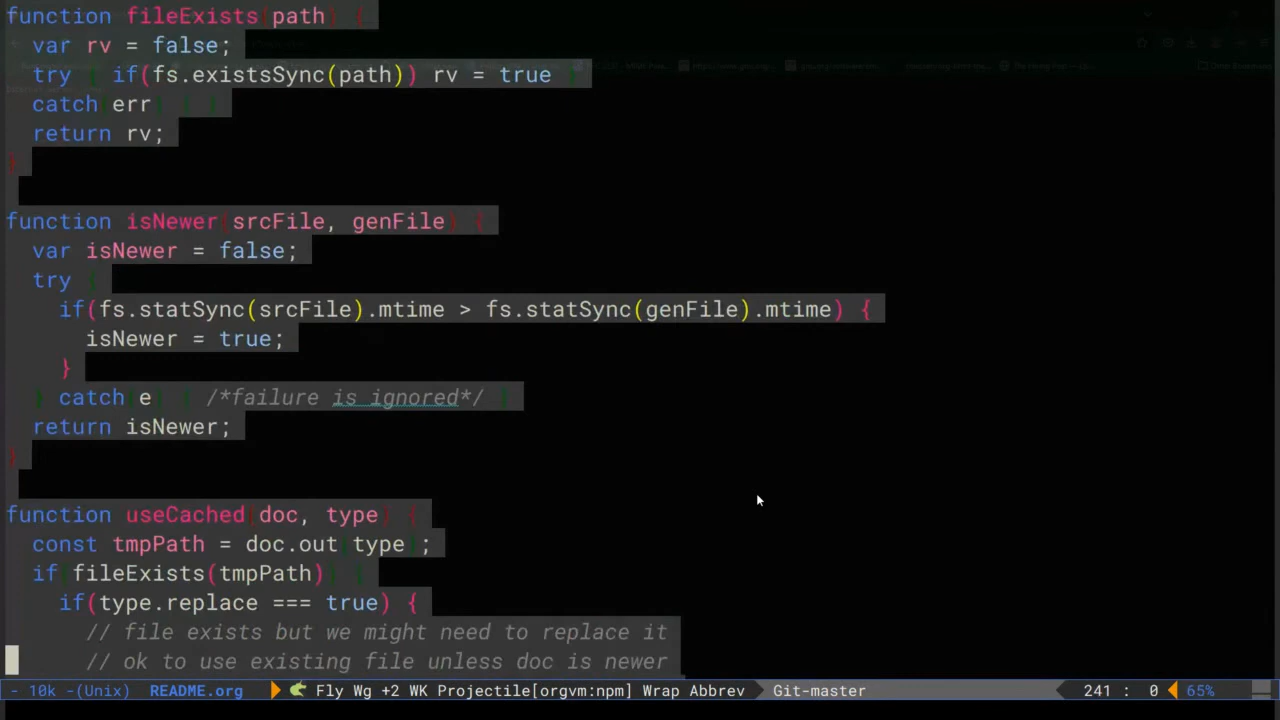 function fileExists(path) {
  var rv = false;
  try { if(fs.existsSync(path)) rv = true }
  catch(err) { }
  return rv;
}
function isNewer(srcFile, genFile) {
  var isNewer = false;
  try {
    if(fs.statSync(srcFile).mtime > fs.statSync(genFile).mtime) {
      isNewer = true;
    }
  } catch(e) { /*failure is ignored*/ }
  return isNewer;
}
function useCached(doc, type) {
  const tmpPath = doc.out(type);
  if(fileExists(tmpPath)) {
    if(type.replace === true) {
      // file exists but we might need to replace it
      // ok to use existing file unless doc is newer
- 10k -(Unix) README.org Fly Wg +2 WK Projectile[orgvm:npm] Wrap Abbrev Git-master 241 : 0 65%